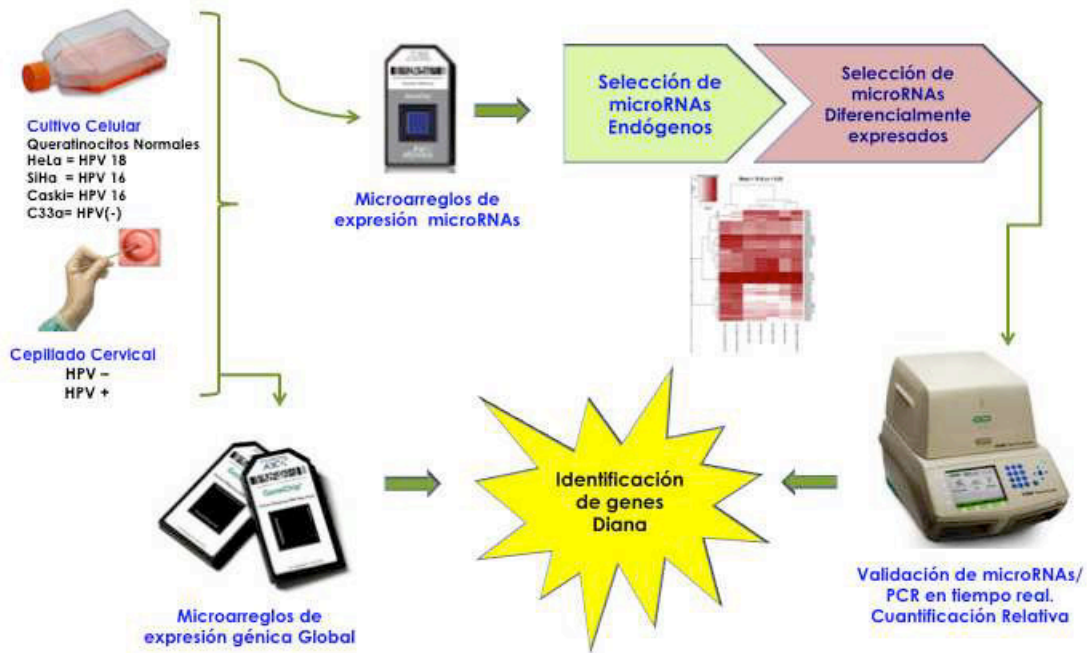 Cultivo Celular
Queratinocitos Normales
HeLa = HPV 18
SiHa = HPV 16
Caski= HPV 16
C33a= HPV(-)
Cepillado Cervical
HPV –
HPV +
Microarreglos de
expresión microRNAs
Selección de
microRNAs
Endógenos
Selección de
microRNAs
Diferencialmente
expresados
GeneChip
Microarreglos de
expresión génica Global
Identificación
de genes
Diana
Validación de microRNAs/
PCR en tiempo real.
Cuantificación Relativa